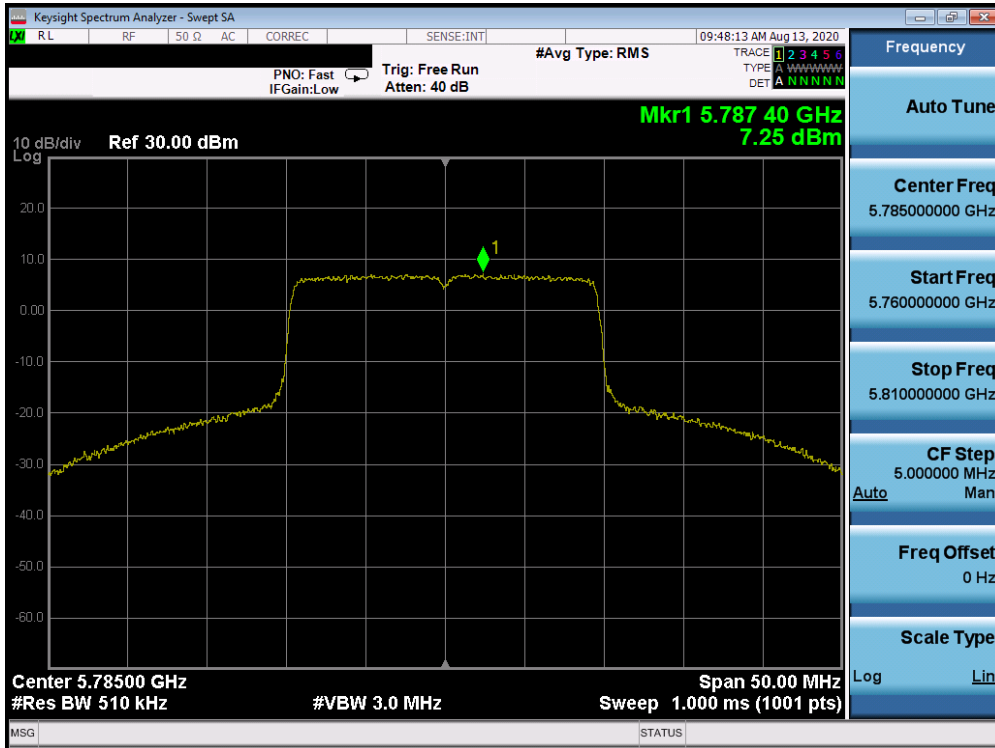 Keysight Spectrum Analyzer - Swept SA
LXI RL RF 50 Ω AC CORREC SENSE:INT 09:48:13 AM Aug 13, 2020
PNO: Fast
IFGain:Low
Trig: Free Run
Atten: 40 dB
#Avg Type: RMS
TRACE 1 2 3 4 5 6
TYPE A W W W W W
DET A N N N N N
Mkr1 5.787 40 GHz
7.25 dBm
10 dB/div Ref 30.00 dBm
Log
20.0
10.0
0.00
-10.0
-20.0
-30.0
-40.0
-50.0
-60.0
1
Center 5.78500 GHz
#Res BW 510 kHz
#VBW 3.0 MHz
Span 50.00 MHz
Sweep 1.000 ms (1001 pts)
MSG
STATUS
Frequency
Auto Tune
Center Freq
5.785000000 GHz
Start Freq
5.760000000 GHz
Stop Freq
5.810000000 GHz
CF Step
5.000000 MHz
Auto Man
Freq Offset
0 Hz
Scale Type
Log Lin